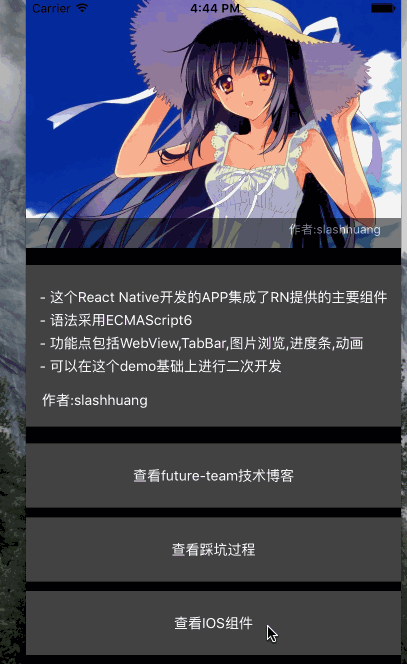 Carrier 4:44 PM
作者:slashhuang
- 这个React Native开发的APP集成了RN提供的主要组件
- 语法采用ECMAScript6
- 功能点包括WebView,TabBar,图片浏览,进度条,动画
- 可以在这个demo基础上进行二次开发
作者:slashhuang
查看future-team技术博客
查看踩坑过程
查看IOS组件